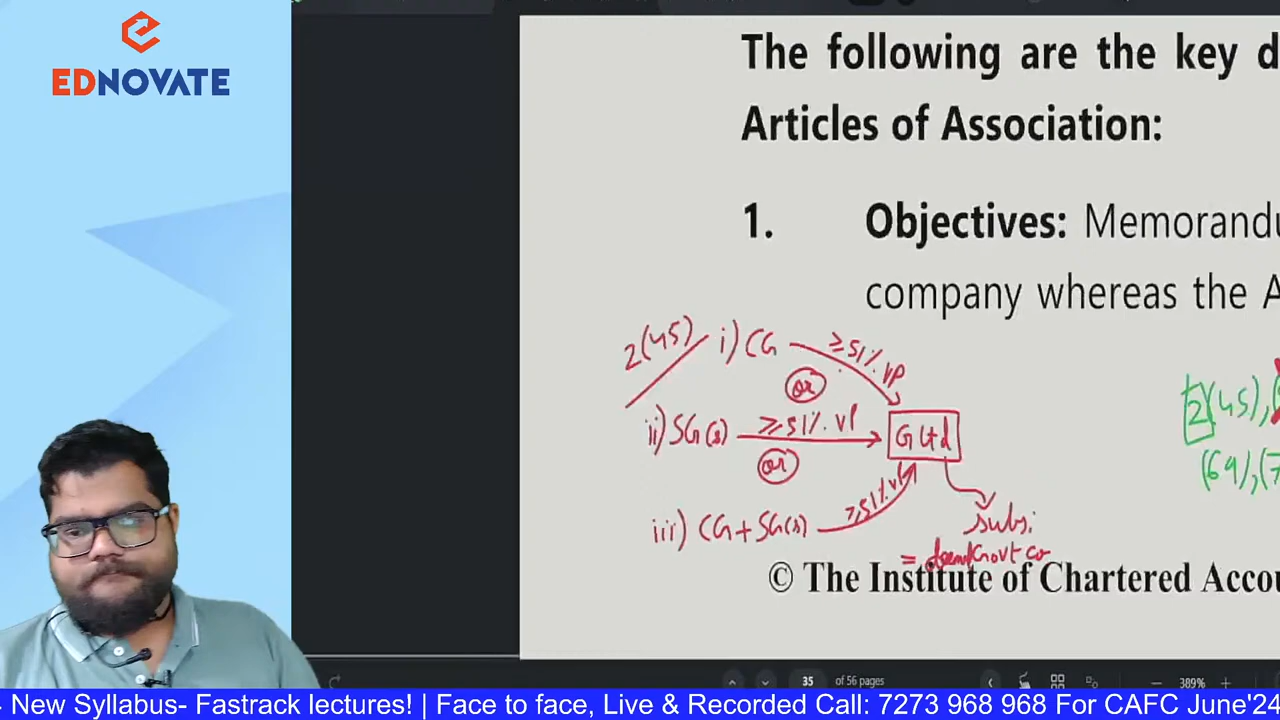 EDNOVATE
The following are the key d
Articles of Association:
1. Objectives: Memorandu
company whereas the A
2(45) i) CG ≥51% VP
or
ii) SG(s) ≥51% VP G Ltd
or
iii) CG + SG(s) ≥51% VP
subsi
= Govt co
2(45),
(69), (7
© The Institute of Chartered Accou
35 of 56 pages
389%
New Syllabus- Fastrack lectures! | Face to face, Live & Recorded Call: 7273 968 968 For CAFC June'24